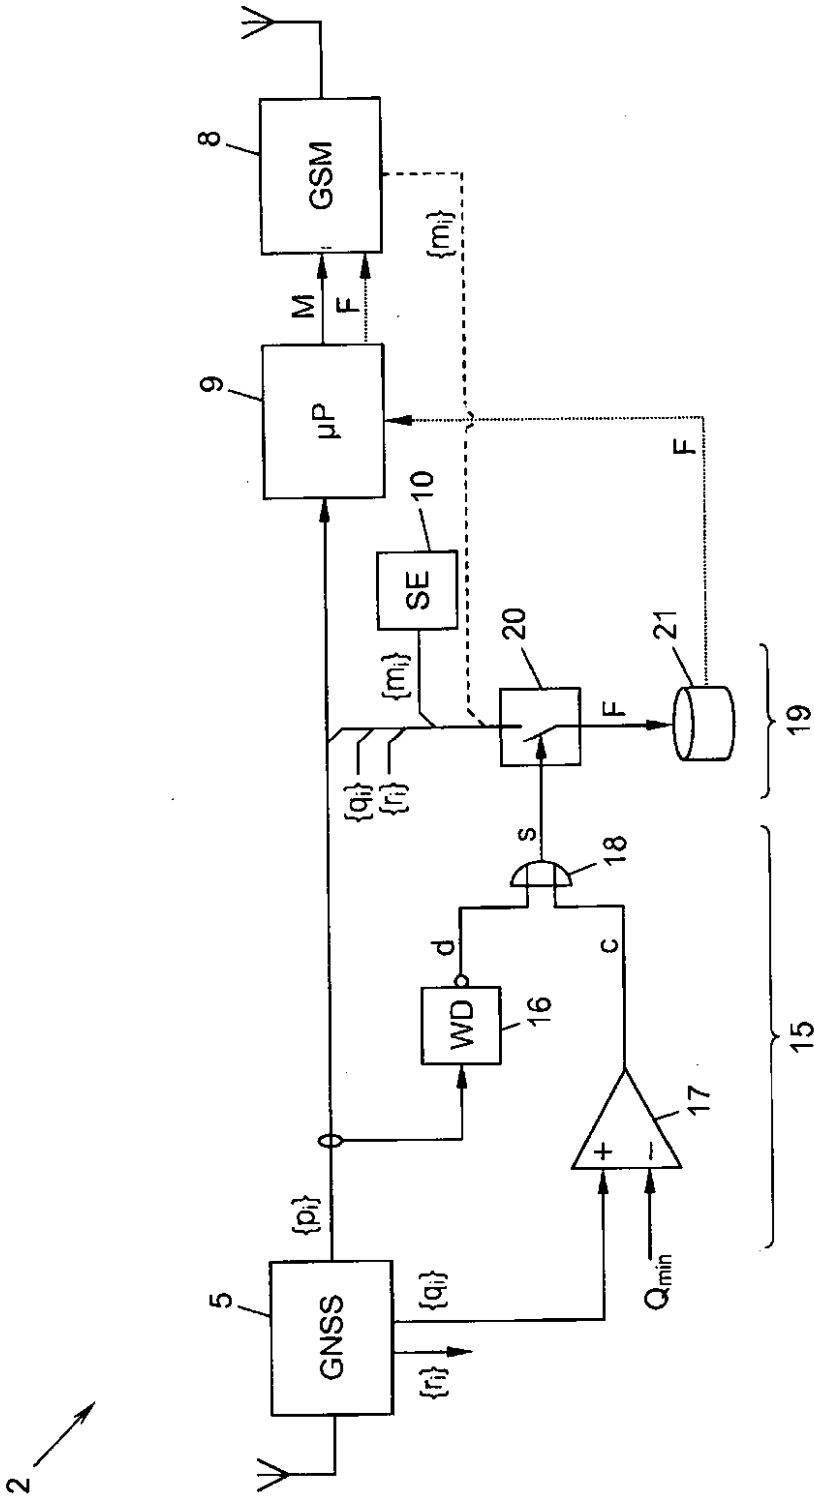 2
5
GNSS
{pᵢ}
{qᵢ}
{rᵢ}
Qmin
+
−
17
WD
16
d
c
18
s
15
{qᵢ}
{rᵢ}
{mᵢ}
SE
10
20
F
21
19
F
µP
9
M
F
GSM
8
{mᵢ}